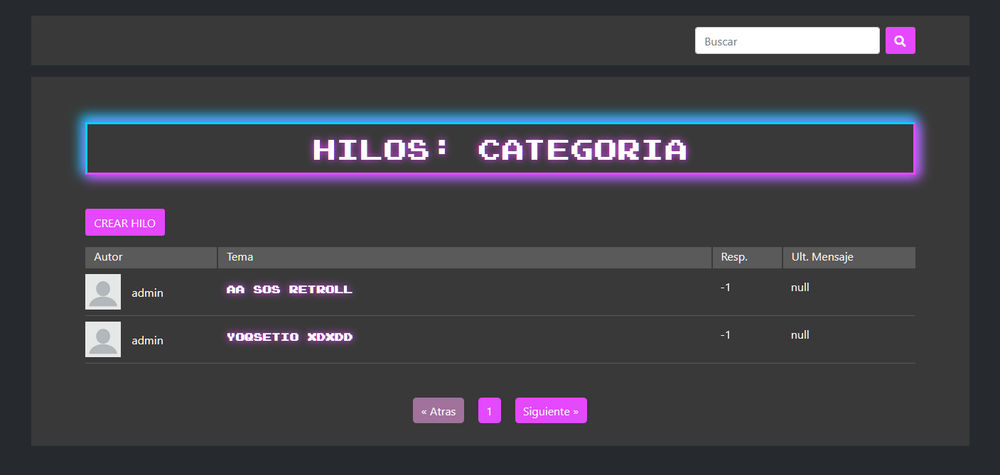 Buscar
HILOS: CATEGORIA
CREAR HILO
Autor Tema Resp. Ult. Mensaje
admin AA SOS RETROLL -1 null
admin YOQSETIO XDXDD -1 null
« Atras 1 Siguiente »